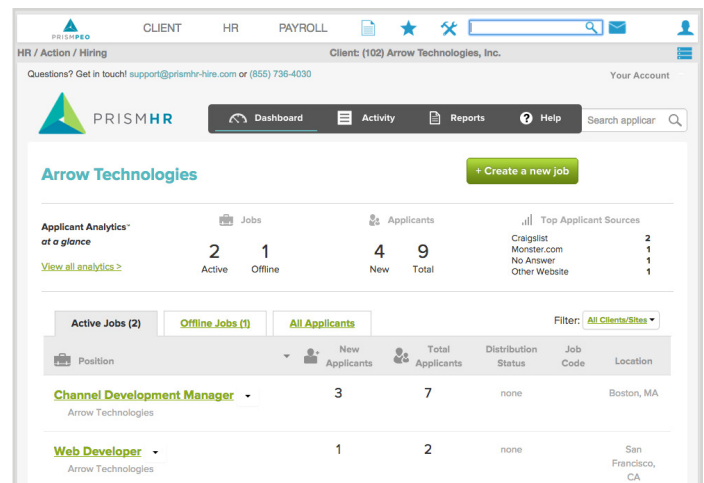 PRISMPEO
CLIENT HR PAYROLL
HR / Action / Hiring Client: (102) Arrow Technologies, Inc.
Questions? Get in touch! support@prismhr-hire.com or (855) 736-4030 Your Account
PRISMHR
Dashboard Activity Reports ? Help Search applicar
Arrow Technologies
+ Create a new job
Applicant Analytics™
at a glance
View all analytics >
Jobs
2 1
Active Offline
Applicants
4 9
New Total
Top Applicant Sources
Craigslist 2
Monster.com 1
No Answer 1
Other Website 1
Active Jobs (2) Offline Jobs (1) All Applicants Filter: All Clients/Sites
Position New Applicants Total Applicants Distribution Status Job Code Location
Channel Development Manager 3 7 none Boston, MA
Arrow Technologies
Web Developer 1 2 none San Francisco, CA
Arrow Technologies